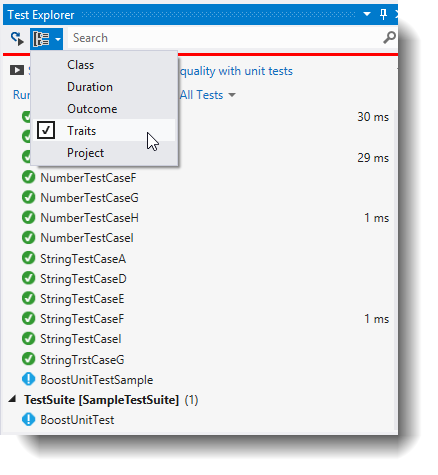 Test Explorer
Search
Class
Duration
Outcome
Traits
Project
quality with unit tests
Run
All Tests
30 ms
29 ms
NumberTestCaseF
NumberTestCaseG
NumberTestCaseH 1 ms
NumberTestCaseI
StringTestCaseA
StringTestCaseD
StringTestCaseE
StringTestCaseF 1 ms
StringTestCaseI
StringTrstCaseG
BoostUnitTestSample
TestSuite [SampleTestSuite] (1)
BoostUnitTest